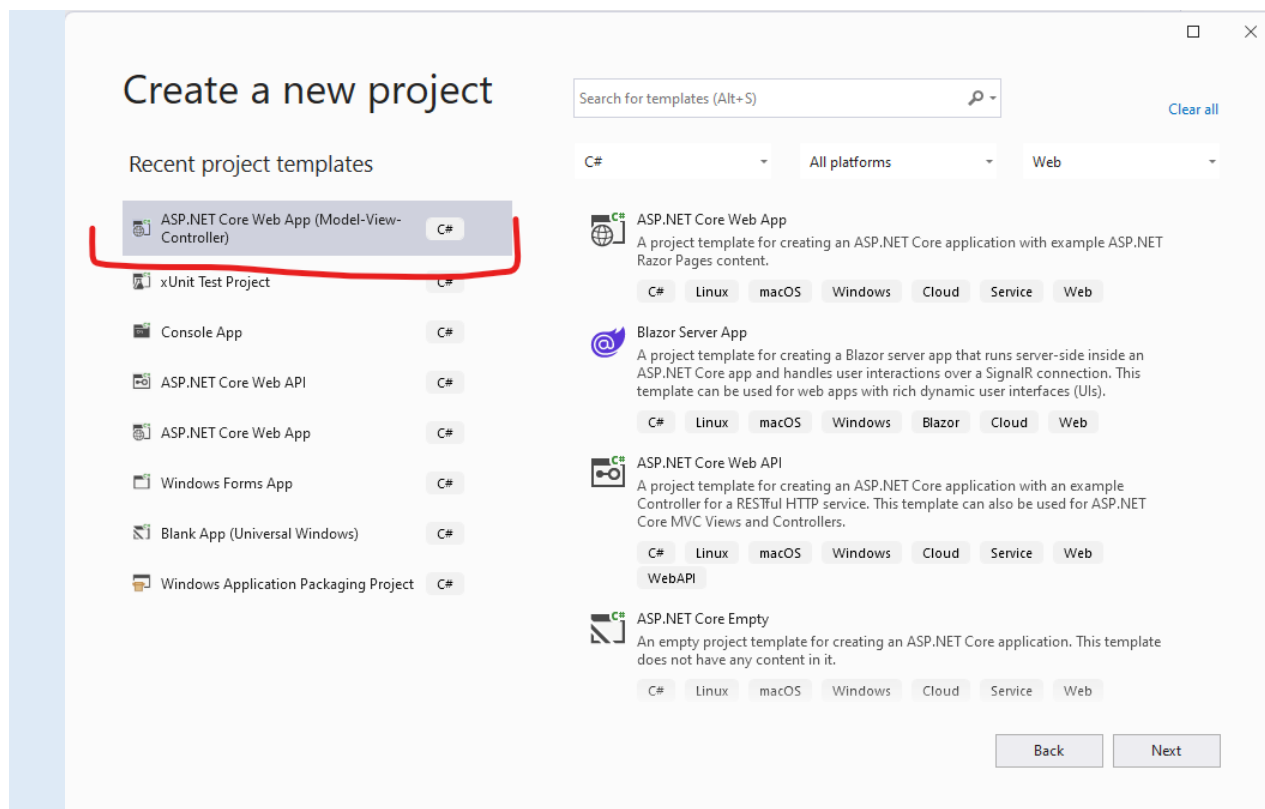 Create a new project
Search for templates (Alt+S)
Clear all
Recent project templates
C#
All platforms
Web
ASP.NET Core Web App (Model-View-
Controller)
C#
xUnit Test Project
C#
Console App
C#
ASP.NET Core Web API
C#
ASP.NET Core Web App
C#
Windows Forms App
C#
Blank App (Universal Windows)
C#
Windows Application Packaging Project
C#
ASP.NET Core Web App
A project template for creating an ASP.NET Core application with example ASP.NET
Razor Pages content.
C# Linux macOS Windows Cloud Service Web
Blazor Server App
A project template for creating a Blazor server app that runs server-side inside an
ASP.NET Core app and handles user interactions over a SignalR connection. This
template can be used for web apps with rich dynamic user interfaces (UIs).
C# Linux macOS Windows Blazor Cloud Web
ASP.NET Core Web API
A project template for creating an ASP.NET Core application with an example
Controller for a RESTful HTTP service. This template can also be used for ASP.NET
Core MVC Views and Controllers.
C# Linux macOS Windows Cloud Service Web
WebAPI
ASP.NET Core Empty
An empty project template for creating an ASP.NET Core application. This template
does not have any content in it.
C# Linux macOS Windows Cloud Service Web
Back
Next